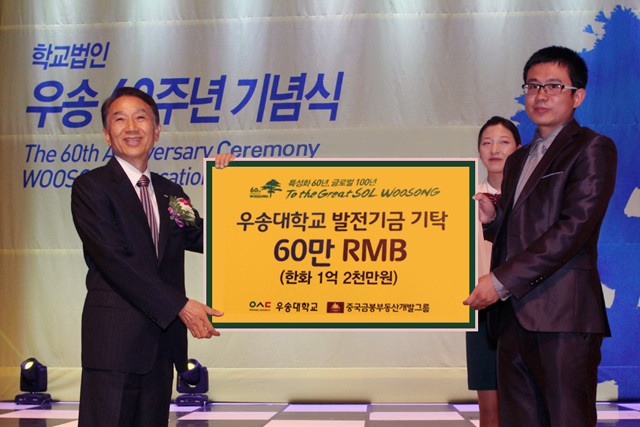 학교법인
우송 60주년 기념식
The 60th Anniversary Ceremony
WOOSONG
특성화 60년, 글로벌 100년
60th WOOSONG To the Great SOL WOOSONG
우송대학교 발전기금 기탁
60만 RMB
(한화 1억 2천만원)
우송대학교 중국금봉부동산개발그룹